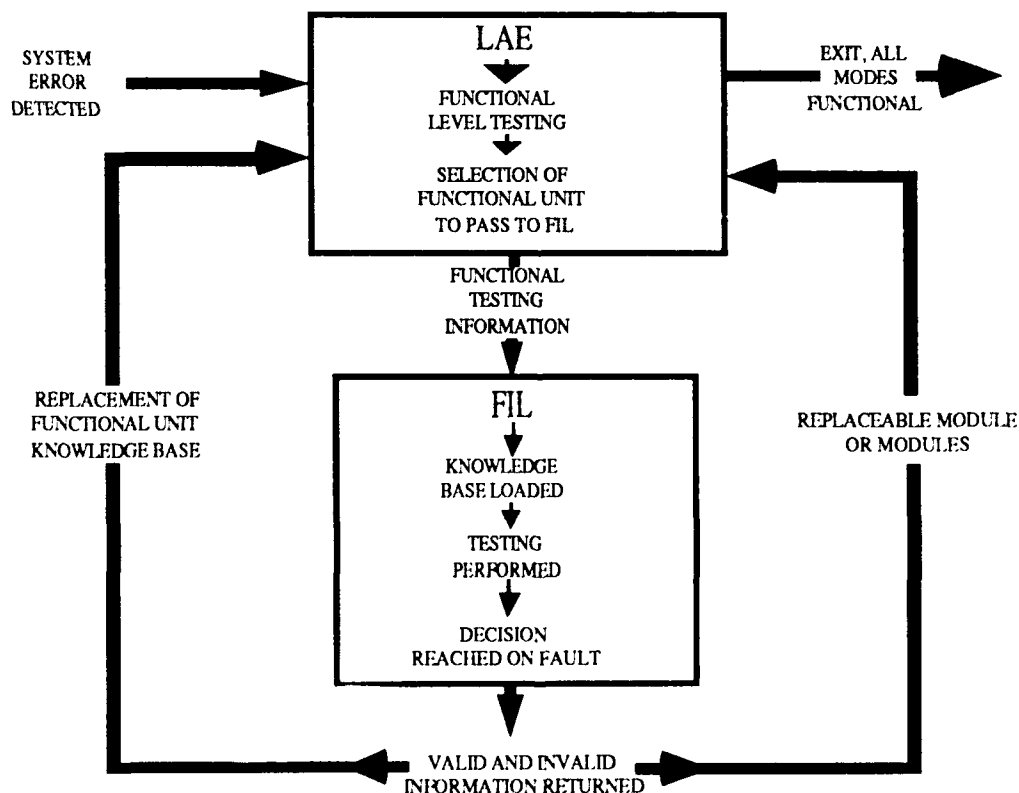 SYSTEM
ERROR
DETECTED
LAE
FUNCTIONAL
LEVEL TESTING
SELECTION OF
FUNCTIONAL UNIT
TO PASS TO FIL
EXIT, ALL
MODES
FUNCTIONAL
FUNCTIONAL
TESTING
INFORMATION
REPLACEMENT OF
FUNCTIONAL UNIT
KNOWLEDGE BASE
FIL
KNOWLEDGE
BASE LOADED
TESTING
PERFORMED
DECISION
REACHED ON FAULT
REPLACEABLE MODULE
OR MODULES
VALID AND INVALID
INFORMATION RETURNED